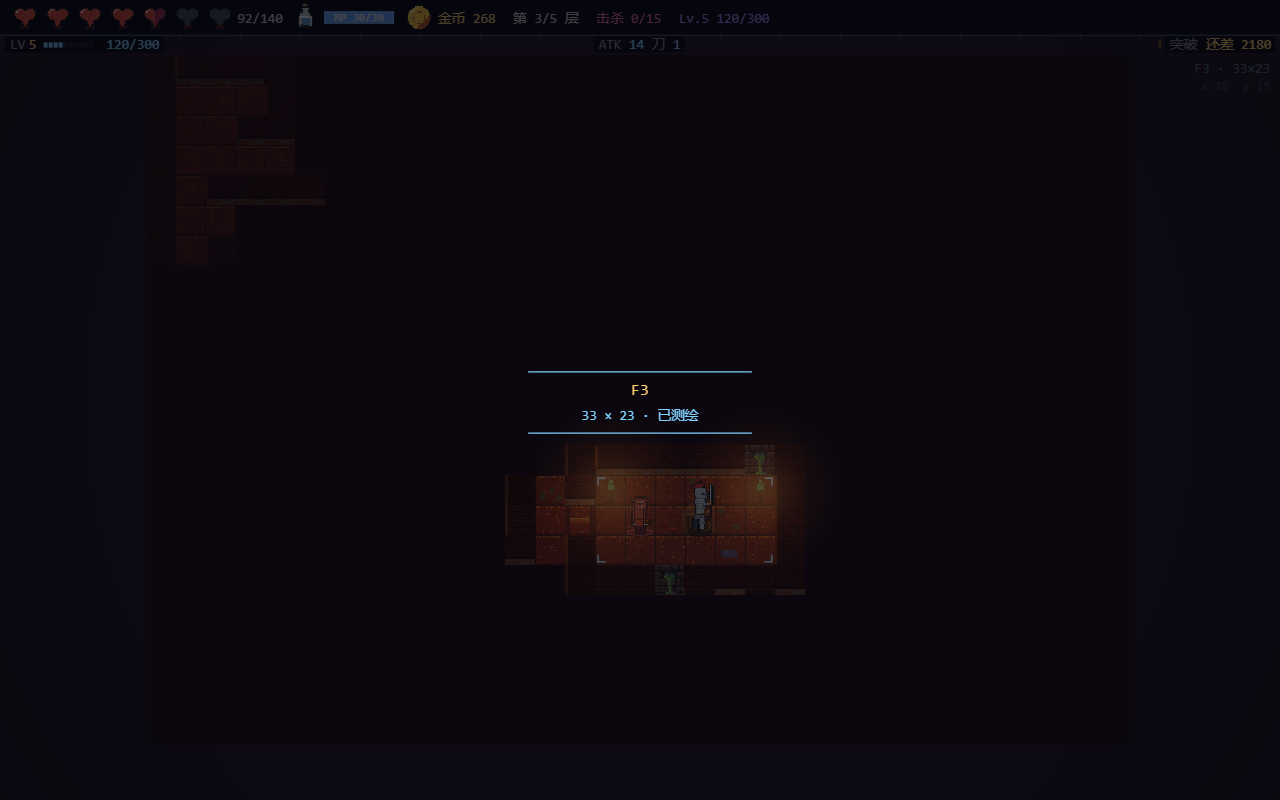 92/140 MP 30/30 金币 268 第 3/5 层 击杀 0/15 Lv.5 120/300
LV 5 120/300 ATK 14 刀 1 突破 还差 2180
F3 · 33×23
x 18 y 15
F3
33 × 23 · 已测绘